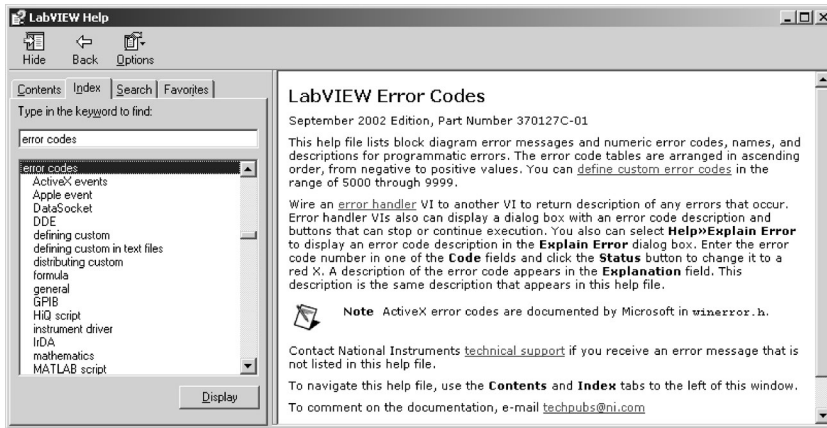 LabVIEW Help
Hide Back Options
Contents Index Search Favorites
Type in the keyword to find:
error codes
error codes
ActiveX events
Apple event
DataSocket
DDE
defining custom
defining custom in text files
distributing custom
formula
general
GPIB
HiQ script
instrument driver
IrDA
mathematics
MATLAB script
Display
LabVIEW Error Codes
September 2002 Edition, Part Number 370127C-01
This help file lists block diagram error messages and numeric error codes, names, and
descriptions for programmatic errors. The error code tables are arranged in ascending
order, from negative to positive values. You can define custom error codes in the
range of 5000 through 9999.
Wire an error handler VI to another VI to return description of any errors that occur.
Error handler VIs also can display a dialog box with an error code description and
buttons that can stop or continue execution. You also can select Help»Explain Error
to display an error code description in the Explain Error dialog box. Enter the error
code number in one of the Code fields and click the Status button to change it to a
red X. A description of the error code appears in the Explanation field. This
description is the same description that appears in this help file.
Note ActiveX error codes are documented by Microsoft in winerror.h.
Contact National Instruments technical support if you receive an error message that is
not listed in this help file.
To navigate this help file, use the Contents and Index tabs to the left of this window.
To comment on the documentation, e-mail techpubs@ni.com